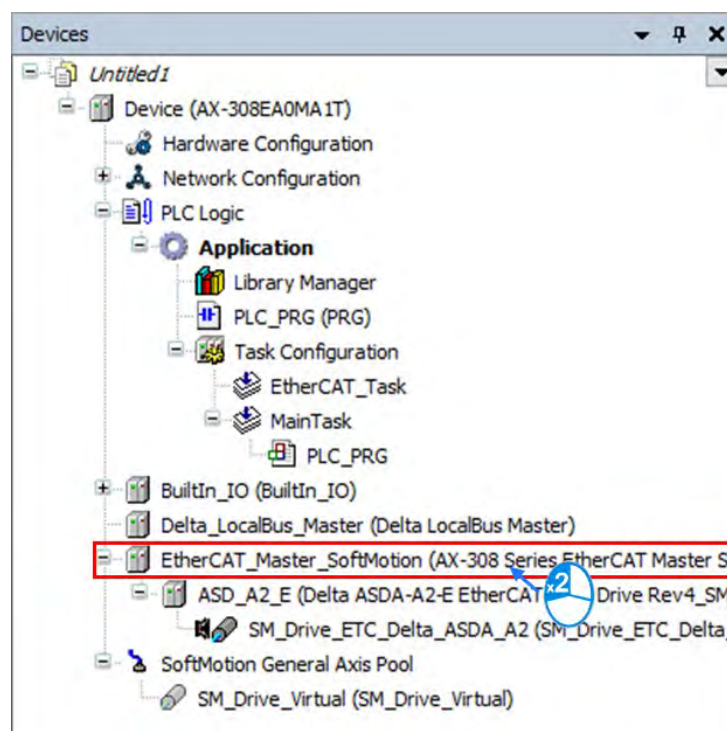 Devices
Untitled1
Device (AX-308EA0MA1T)
Hardware Configuration
Network Configuration
PLC Logic
Application
Library Manager
PLC_PRG (PRG)
Task Configuration
EtherCAT_Task
MainTask
PLC_PRG
BuiltIn_IO (BuiltIn_IO)
Delta_LocalBus_Master (Delta LocalBus Master)
EtherCAT_Master_SoftMotion (AX-308 Series EtherCAT Master S
ASD_A2_E (Delta ASDA-A2-E EtherCAT Drive Rev4_SM
x2
SM_Drive_ETC_Delta_ASDA_A2 (SM_Drive_ETC_Delta_
SoftMotion General Axis Pool
SM_Drive_Virtual (SM_Drive_Virtual)